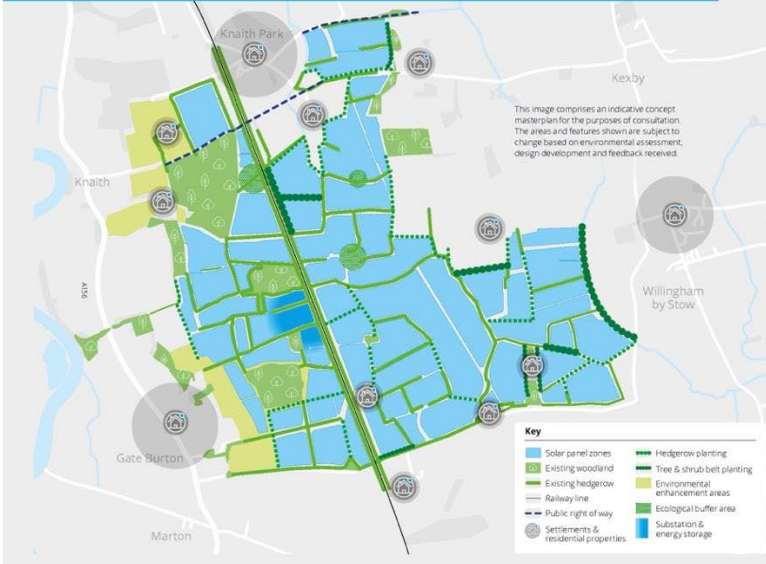 Knaith Park
Kexby
This image comprises an indicative concept
masterplan for the purposes of consultation.
The areas and features shown are subject to
change based on environmental assessment,
design development and feedback received.
Knaith
A156
Willingham
by Stow
Gate Burton
Marton
Key
Solar panel zones
Existing woodland
Existing hedgerow
Railway line
Public right of way
Settlements &
residential properties
Hedgerow planting
Tree & shrub belt planting
Environmental
enhancement areas
Ecological buffer area
Substation &
energy storage